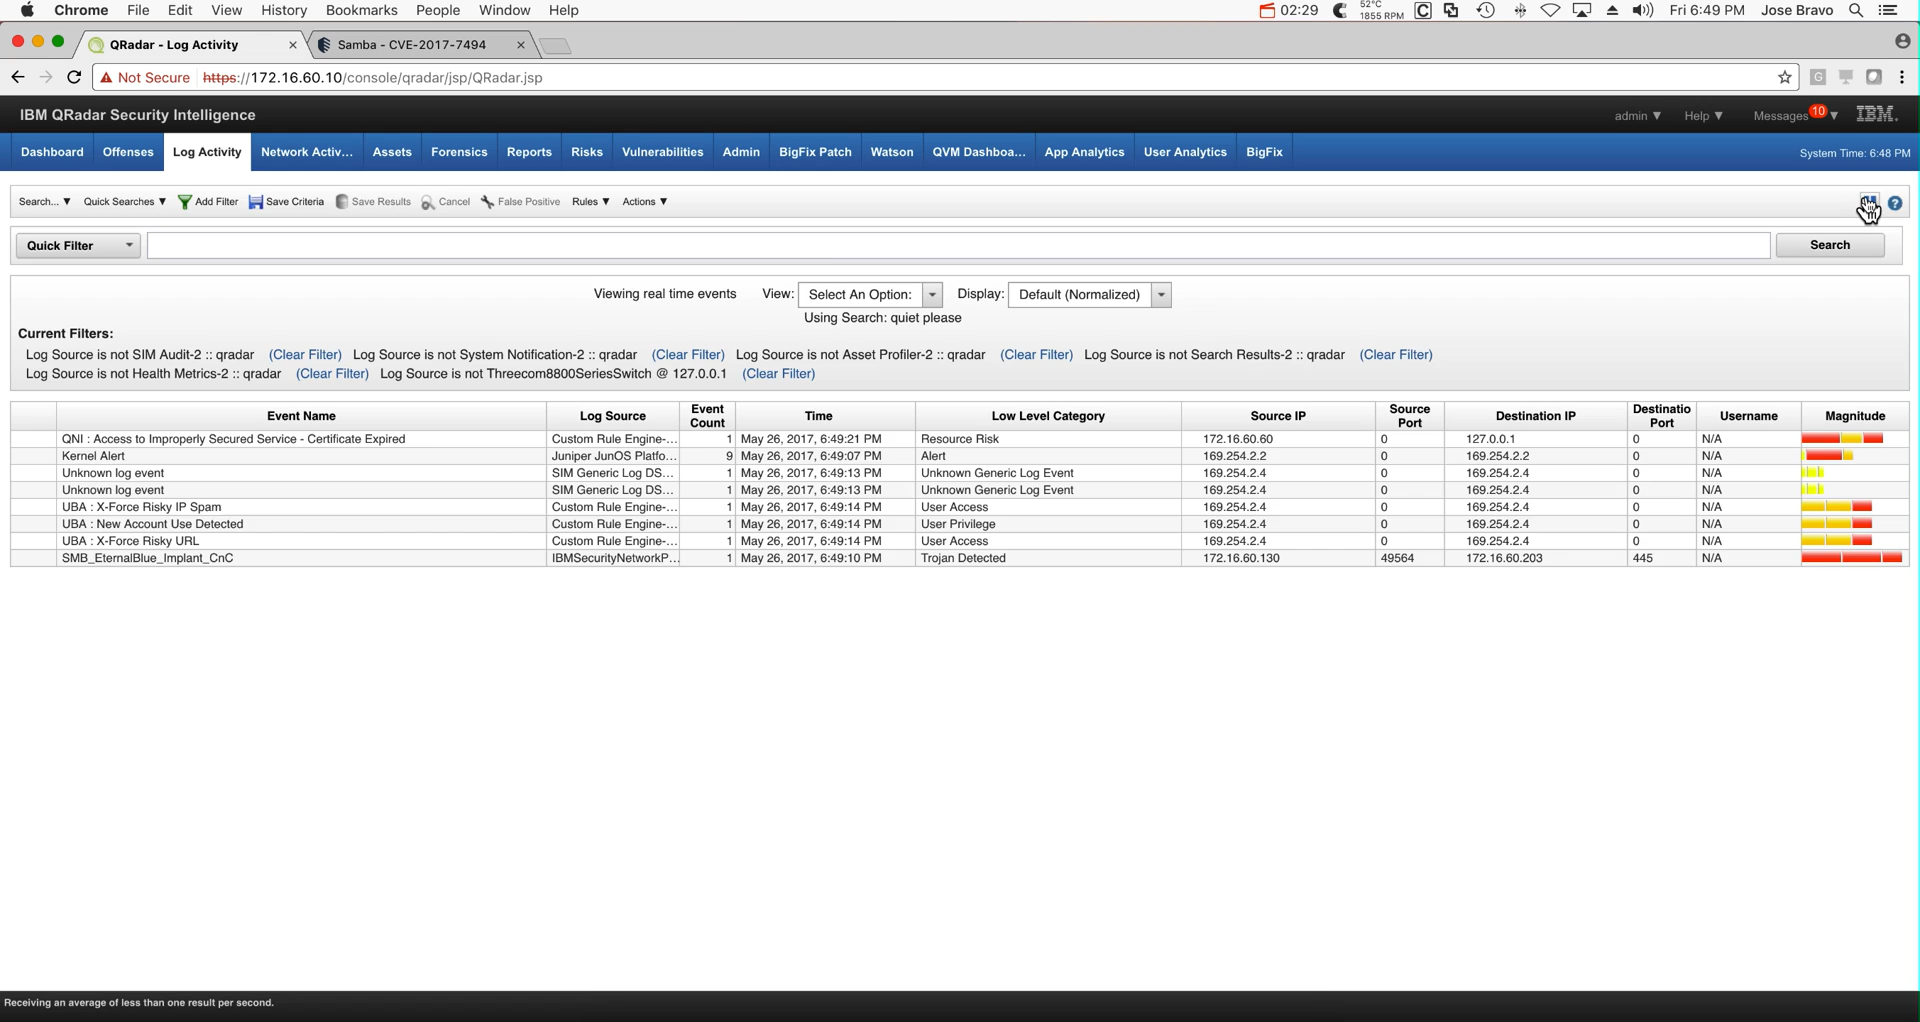 Chrome File Edit View History Bookmarks People Window Help 02:29 52°C 1855 RPM Fri 6:49 PM Jose Bravo
QRadar - Log Activity × Samba - CVE-2017-7494 ×
Not Secure https://172.16.60.10/console/qradar/jsp/QRadar.jsp
IBM QRadar Security Intelligence admin ▼ Help ▼ Messages 10 ▼ IBM.
Dashboard Offenses Log Activity Network Activ... Assets Forensics Reports Risks Vulnerabilities Admin BigFix Patch Watson QVM Dashboa... App Analytics User Analytics BigFix System Time: 6:48 PM
Search... ▼ Quick Searches ▼ Add Filter Save Criteria Save Results Cancel False Positive Rules ▼ Actions ▼
Quick Filter Search
Viewing real time events View: Select An Option: Display: Default (Normalized)
Using Search: quiet please
Current Filters:
Log Source is not SIM Audit-2 :: qradar (Clear Filter) Log Source is not System Notification-2 :: qradar (Clear Filter) Log Source is not Asset Profiler-2 :: qradar (Clear Filter) Log Source is not Search Results-2 :: qradar (Clear Filter)
Log Source is not Health Metrics-2 :: qradar (Clear Filter) Log Source is not Threecom8800SeriesSwitch @ 127.0.0.1 (Clear Filter)
Event Name Log Source Event Count Time Low Level Category Source IP Source Port Destination IP Destinatio Port Username Magnitude
QNI : Access to Improperly Secured Service - Certificate Expired Custom Rule Engine-... 1 May 26, 2017, 6:49:21 PM Resource Risk 172.16.60.60 0 127.0.0.1 0 N/A
Kernel Alert Juniper JunOS Platfo... 9 May 26, 2017, 6:49:07 PM Alert 169.254.2.2 0 169.254.2.2 0 N/A
Unknown log event SIM Generic Log DS... 1 May 26, 2017, 6:49:13 PM Unknown Generic Log Event 169.254.2.4 0 169.254.2.4 0 N/A
Unknown log event SIM Generic Log DS... 1 May 26, 2017, 6:49:13 PM Unknown Generic Log Event 169.254.2.4 0 169.254.2.4 0 N/A
UBA : X-Force Risky IP Spam Custom Rule Engine-... 1 May 26, 2017, 6:49:14 PM User Access 169.254.2.4 0 169.254.2.4 0 N/A
UBA : New Account Use Detected Custom Rule Engine-... 1 May 26, 2017, 6:49:14 PM User Privilege 169.254.2.4 0 169.254.2.4 0 N/A
UBA : X-Force Risky URL Custom Rule Engine-... 1 May 26, 2017, 6:49:14 PM User Access 169.254.2.4 0 169.254.2.4 0 N/A
SMB_EternalBlue_Implant_CnC IBMSecurityNetworkP... 1 May 26, 2017, 6:49:10 PM Trojan Detected 172.16.60.130 49564 172.16.60.203 445 N/A
Receiving an average of less than one result per second.